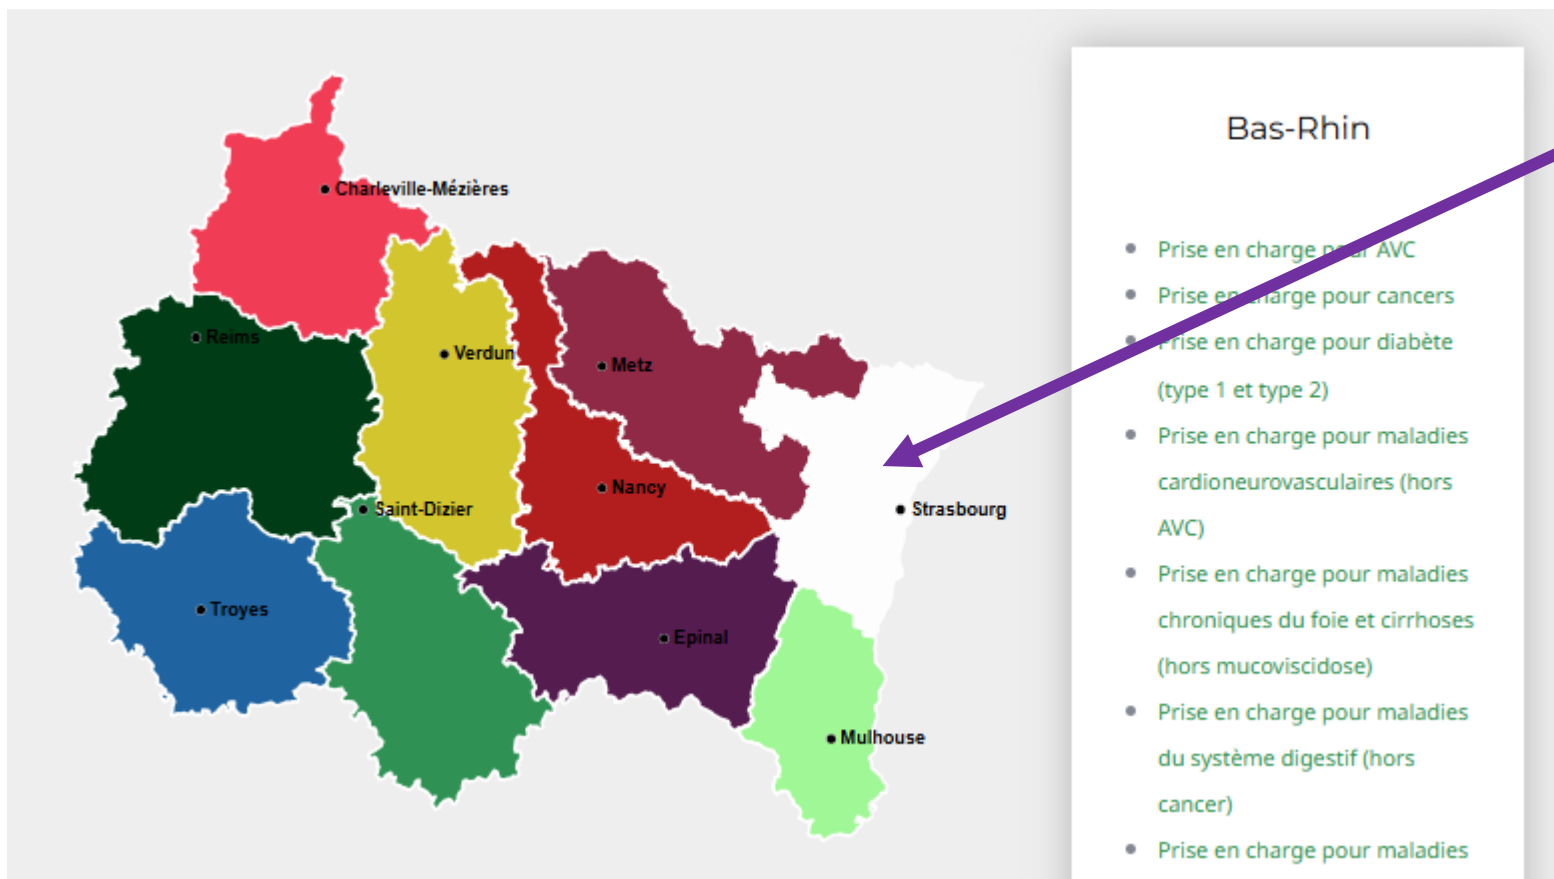 Charleville-Mézières
Reims
Verdun
Metz
Nancy
Saint-Dizier
Strasbourg
Troyes
Epinal
Mulhouse
Bas-Rhin
Prise en charge pour AVC
Prise en charge pour cancers
Prise en charge pour diabète
(type 1 et type 2)
Prise en charge pour maladies
cardioneurovasculaires (hors
AVC)
Prise en charge pour maladies
chroniques du foie et cirrhoses
(hors mucoviscidose)
Prise en charge pour maladies
du système digestif (hors
cancer)
Prise en charge pour maladies